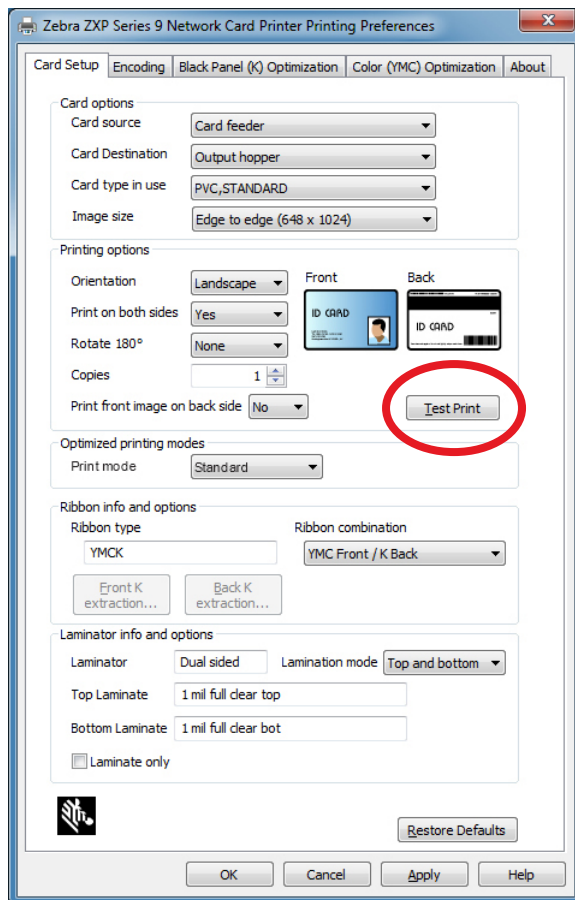 Zebra ZXP Series 9 Network Card Printer Printing Preferences
Card Setup Encoding Black Panel (K) Optimization Color (YMC) Optimization About
Card options
Card source Card feeder
Card Destination Output hopper
Card type in use PVC,STANDARD
Image size Edge to edge (648 x 1024)
Printing options
Orientation Landscape Front Back
Print on both sides Yes
ID CARD ID CARD
Rotate 180° None
Copies 1
Print front image on back side No Test Print
Optimized printing modes
Print mode Standard
Ribbon info and options
Ribbon type Ribbon combination
YMCK YMC Front / K Back
Front K extraction... Back K extraction...
Laminator info and options
Laminator Dual sided Lamination mode Top and bottom
Top Laminate 1 mil full clear top
Bottom Laminate 1 mil full clear bot
Laminate only
Restore Defaults
OK Cancel Apply Help